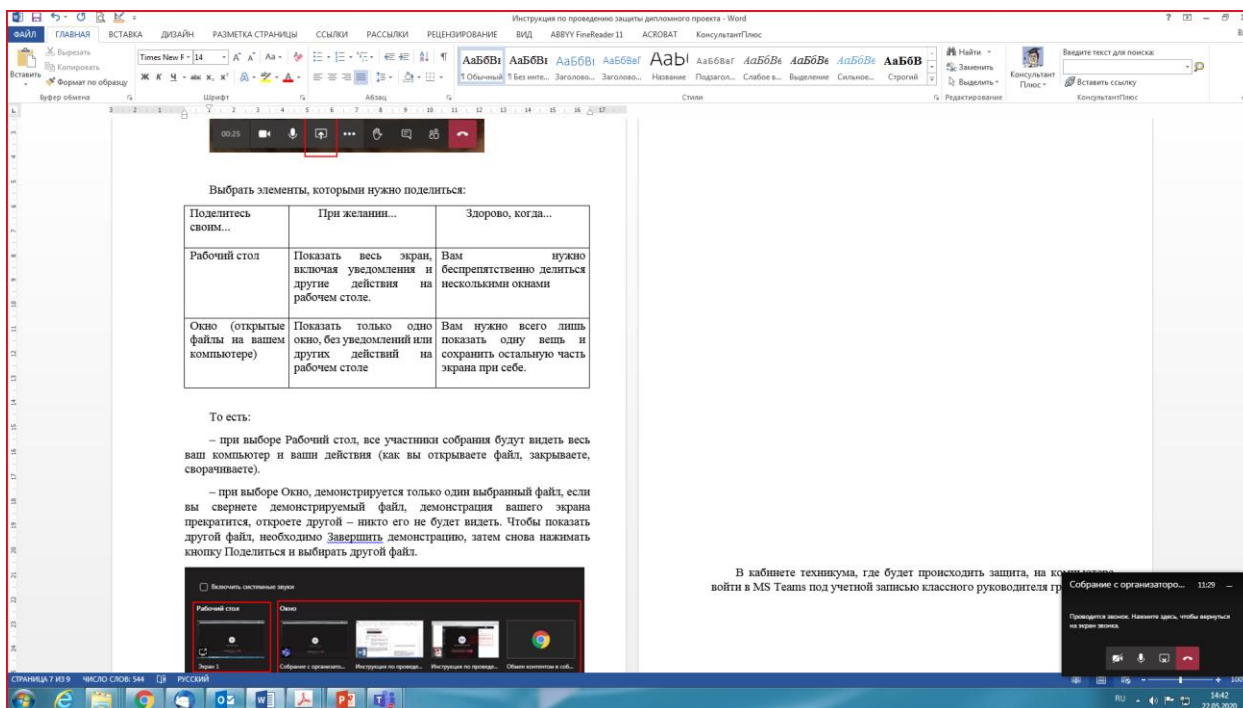 Инструкция по проведению защиты дипломного проекта - Word
ФАЙЛ ГЛАВНАЯ ВСТАВКА ДИЗАЙН РАЗМЕТКА СТРАНИЦЫ ССЫЛКИ РАССЫЛКИ РЕЦЕНЗИРОВАНИЕ ВИД ABBYY FineReader 11 ACROBAT КонсультантПлюс
Вставить
Вырезать
Копировать
Формат по образцу
Буфер обмена
Times New F 14
Ж К Ч
Шрифт
Абзац
АаБбВı АаБбВı АаБбВı АаБбВвГ АаЬı АаБбВвГ АаБбВв АаБбВв АаБбВв АаБбВ
¶ Обычный ¶ Без инте... Заголово... Заголово... Название Подзагол... Слабое в... Выделение Сильное... Строгий
Стили
Найти
Заменить
Выделить
Редактирование
Консультант
Плюс
Введите текст для поиска:
Вставить ссылку
КонсультантПлюс
00:25
Выбрать элементы, которыми нужно поделиться:
Поделитесь своим...
При желании...
Здорово, когда...
Рабочий стол
Показать весь экран,
включая уведомления и
другие действия на
рабочем столе.
Вам нужно
беспрепятственно делиться
несколькими окнами
Окно (открытые
файлы на вашем
компьютере)
Показать только одно
окно, без уведомлений или
других действий на
рабочем столе
Вам нужно всего лишь
показать одну вещь и
сохранить остальную часть
экрана при себе.
То есть:
– при выборе Рабочий стол, все участники собрания будут видеть весь
ваш компьютер и ваши действия (как вы открываете файл, закрываете,
сворачиваете).
– при выборе Окно, демонстрируется только один выбранный файл, если
вы свернете демонстрируемый файл, демонстрация вашего экрана
прекратится, откроете другой – никто его не будет видеть. Чтобы показать
другой файл, необходимо Завершить демонстрацию, затем снова нажимать
кнопку Поделиться и выбирать другой файл.
Включить системные звуки
Рабочий стол Окно
Экран 1 Собрание с организато... Инструкция по проведе... Инструкция по проведе... Обмен контентом в соб...
В кабинете техникума, где будет происходить защита, на
войти в MS Teams под учетной записью классного руководителя
Собрание с организаторо... 11:29
Проводится звонок. Нажмите здесь, чтобы вернуться
на экран звонка.
СТРАНИЦА 7 ИЗ 9 ЧИСЛО СЛОВ: 544 РУССКИЙ
RU
14:42
22.05.2020